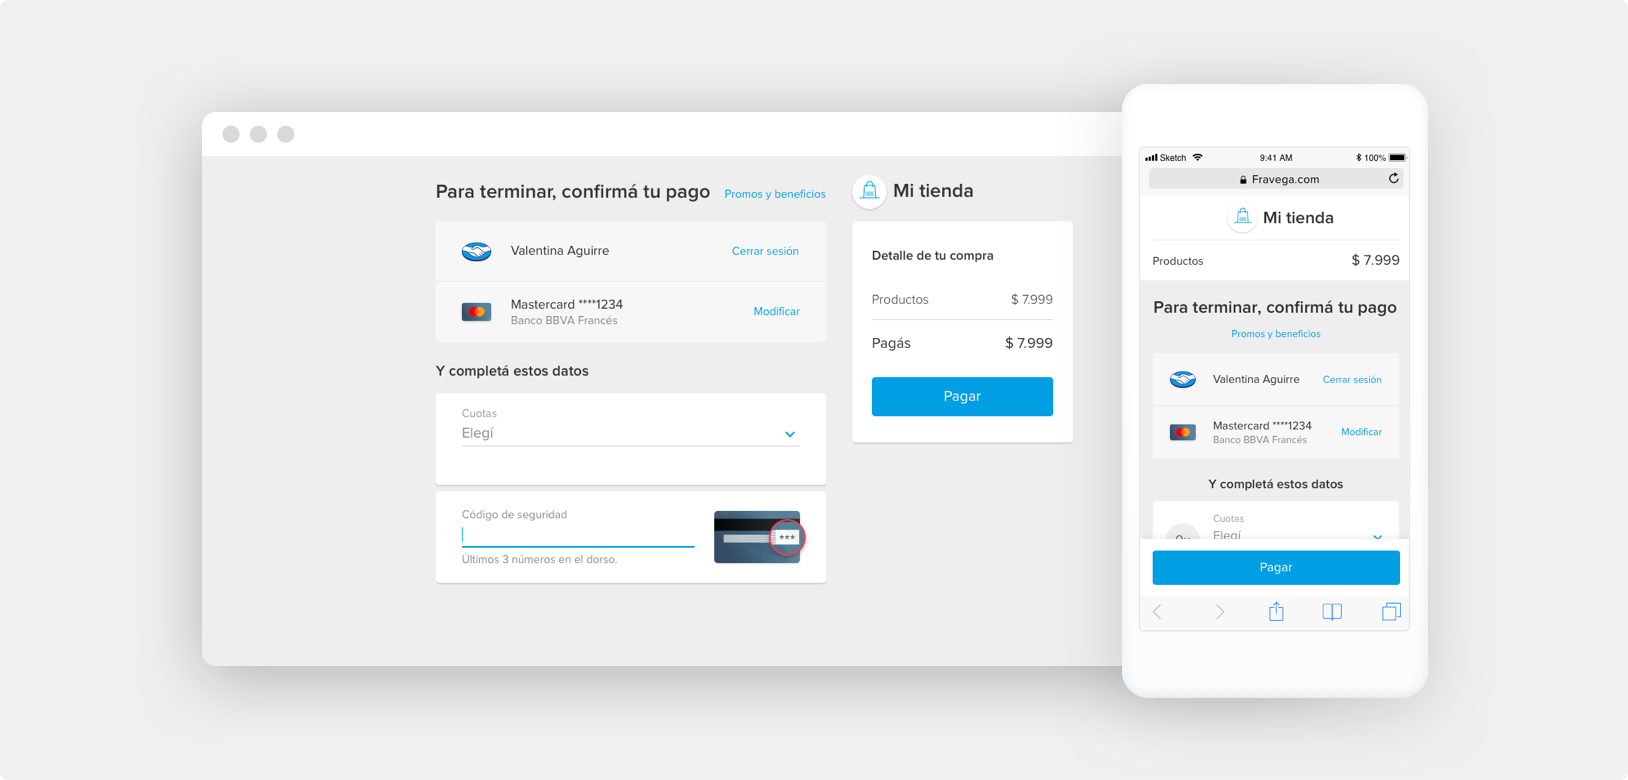 Para terminar, confirmá tu pago
Promos y beneficios
Valentina Aguirre
Cerrar sesión
Mastercard ****1234
Banco BBVA Francés
Modificar
Y completá estos datos
Cuotas
Elegí
Código de seguridad
Últimos 3 números en el dorso.
***
Mi tienda
Detalle de tu compra
Productos
$ 7.999
Pagás
$ 7.999
Pagar
Sketch
9:41 AM
100%
Fravega.com
Mi tienda
Productos
$ 7.999
Para terminar, confirmá tu pago
Promos y beneficios
Valentina Aguirre
Cerrar sesión
Mastercard ****1234
Banco BBVA Francés
Modificar
Y completá estos datos
Cuotas
Elegí
Pagar